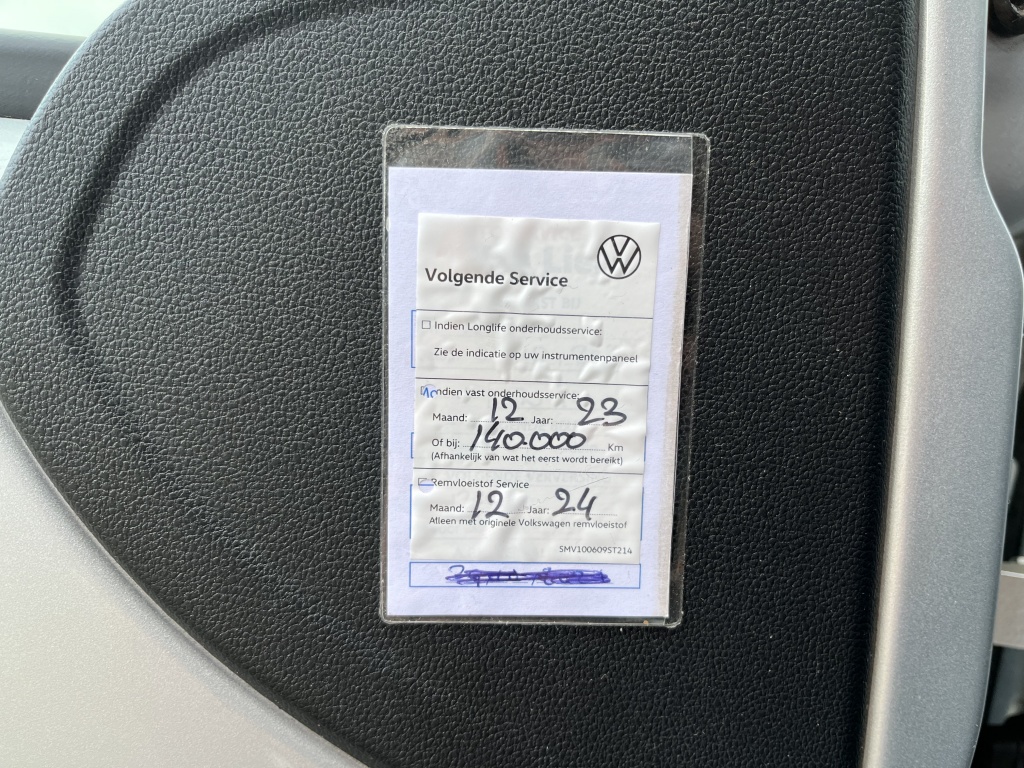 Volgende Service
☐ Indien Longlife onderhoudsservice:
Zie de indicatie op uw instrumentenpaneel
Indien vast onderhoudsservice:
Maand: 12 Jaar: 23
Of bij: 140.000 Km
(Afhankelijk van wat het eerst wordt bereikt)
Remvloeistof Service
Maand: 12 Jaar: 24
Alleen met originele Volkswagen remvloeistof
5MV100609ST214